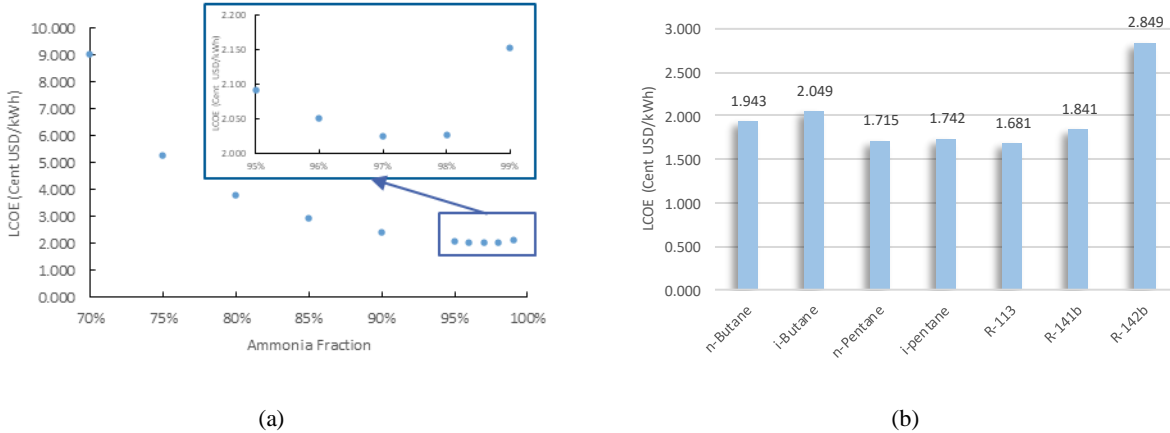 10.000
9.000
8.000
7.000
6.000
5.000
4.000
3.000
2.000
1.000
0.000
LCOE (Cent USD/kWh)
70% 75% 80% 85% 90% 95% 100%
Ammonia Fraction
2.200
2.150
2.100
2.050
2.000
LCOE (Cent USD/kWh)
95% 96% 97% 98% 99%
(a)
3.000
2.500
2.000
1.500
1.000
0.500
0.000
LCOE (Cent USD/kWh)
1.943 2.049 1.715 1.742 1.681 1.841 2.849
n-Butane i-Butane n-Pentane i-pentane R-113 R-141b R-142b
(b)